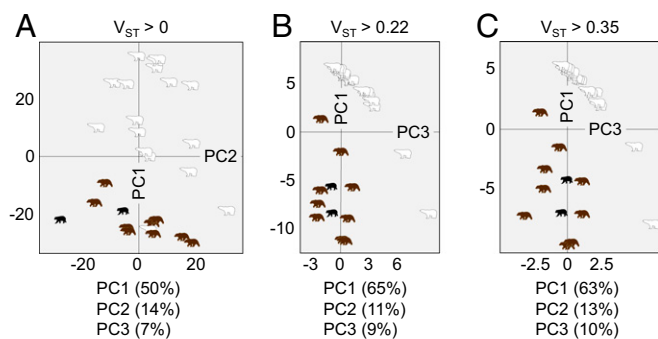 A
V_ST > 0
20
0
-20
PC1
PC2
-20 0 20
PC1 (50%)
PC2 (14%)
PC3 (7%)
B
V_ST > 0.22
5
0
-5
-10
PC1
PC3
-3 0 3 6
PC1 (65%)
PC2 (11%)
PC3 (9%)
C
V_ST > 0.35
5
0
-5
PC1
PC3
-2.5 0 2.5
PC1 (63%)
PC2 (13%)
PC3 (10%)